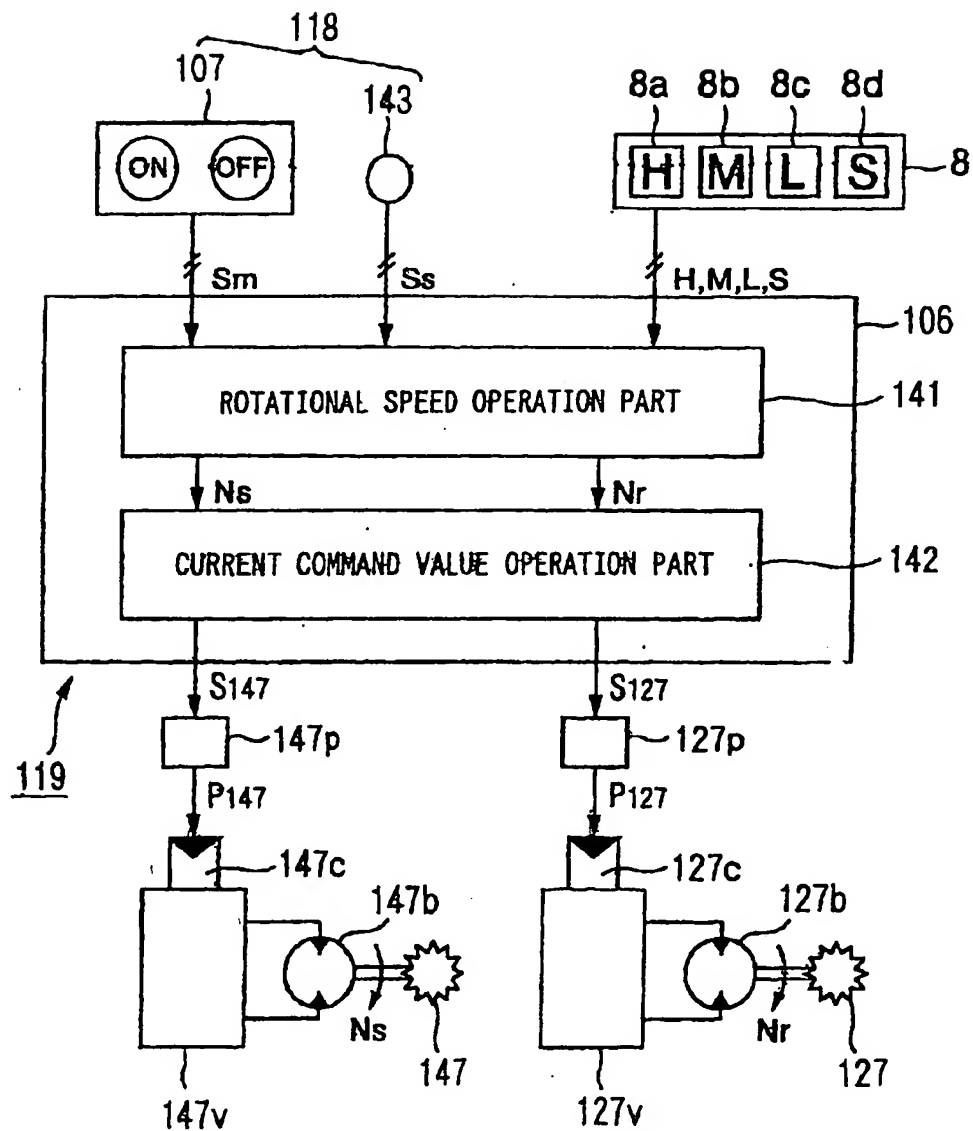 118
107
143
8a 8b 8c 8d
ON OFF
H M L S
8
Sm
Ss
H,M,L,S
106
ROTATIONAL SPEED OPERATION PART
141
Ns
Nr
CURRENT COMMAND VALUE OPERATION PART
142
S147
S127
147p
127p
119
P147
P127
147c
127c
147b
127b
Ns
Nr
147
127
147v
127v